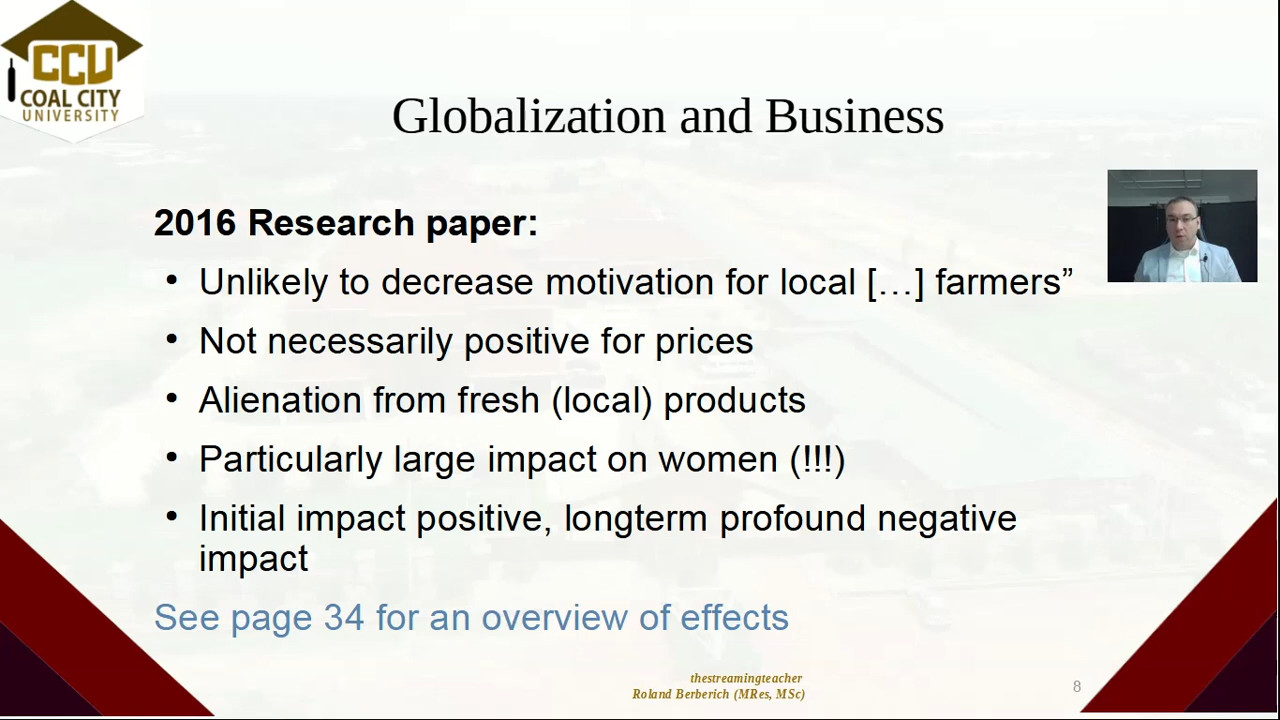 CCU
COAL CITY
UNIVERSITY
Globalization and Business
2016 Research paper:
• Unlikely to decrease motivation for local […] farmers”
• Not necessarily positive for prices
• Alienation from fresh (local) products
• Particularly large impact on women (!!!)
• Initial impact positive, longterm profound negative
impact
See page 34 for an overview of effects
thestreamingteacher
Roland Berberich (MRes, MSc)
8